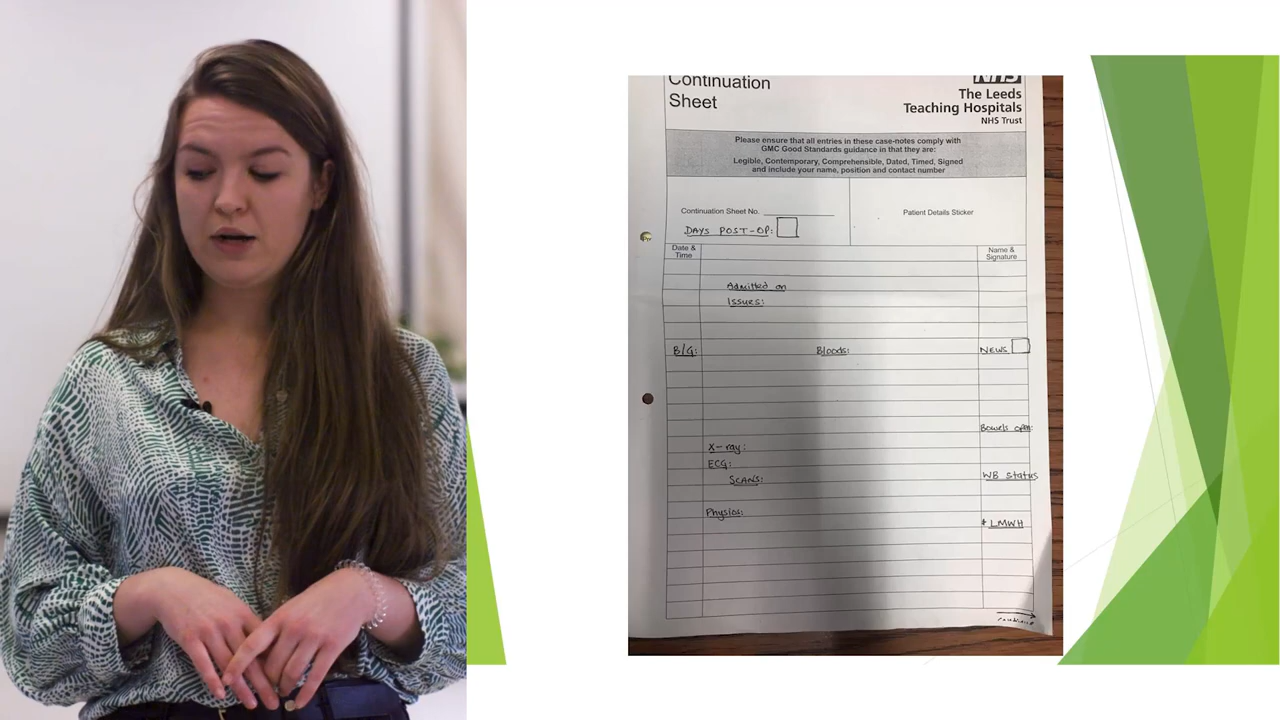 Continuation
Sheet
NHS
The Leeds
Teaching Hospitals
NHS Trust
Please ensure that all entries in these case-notes comply with
GMC Good Standards guidance in that they are:
Legible, Contemporary, Comprehensible, Dated, Timed, Signed
and include your name, position and contact number
Continuation Sheet No.
Patient Details Sticker
DAYS POST-OP:
Date &
Time
Name &
Signature
Admitted on
Issues:
B/G:
Bloods:
NEWS
Bowels open:
X-ray:
ECG:
SCANS:
WB status
Physios:
* LMWH